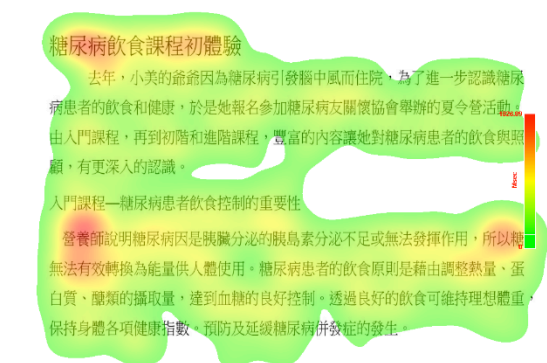 糖尿病飲食課程初體驗
去年，小美的爺爺因為糖尿病引發腦中風而住院，為了進一步認識糖尿
病患者的飲食和健康，於是她報名參加糖尿病友關懷協會舉辦的夏令營活動。
由入門課程，再到初階和進階課程，豐富的內容讓她對糖尿病患者的飲食與照
顧，有更深入的認識。
入門課程—糖尿病患者飲食控制的重要性
營養師說明糖尿病因是胰臟分泌的胰島素分泌不足或無法發揮作用，所以糖
無法有效轉換為能量供人體使用。糖尿病患者的飲食原則是藉由調整熱量、蛋
白質、醣類的攝取量，達到血糖的良好控制。透過良好的飲食可維持理想體重，
保持身體各項健康指數。預防及延緩糖尿病併發症的發生。
Msec
0